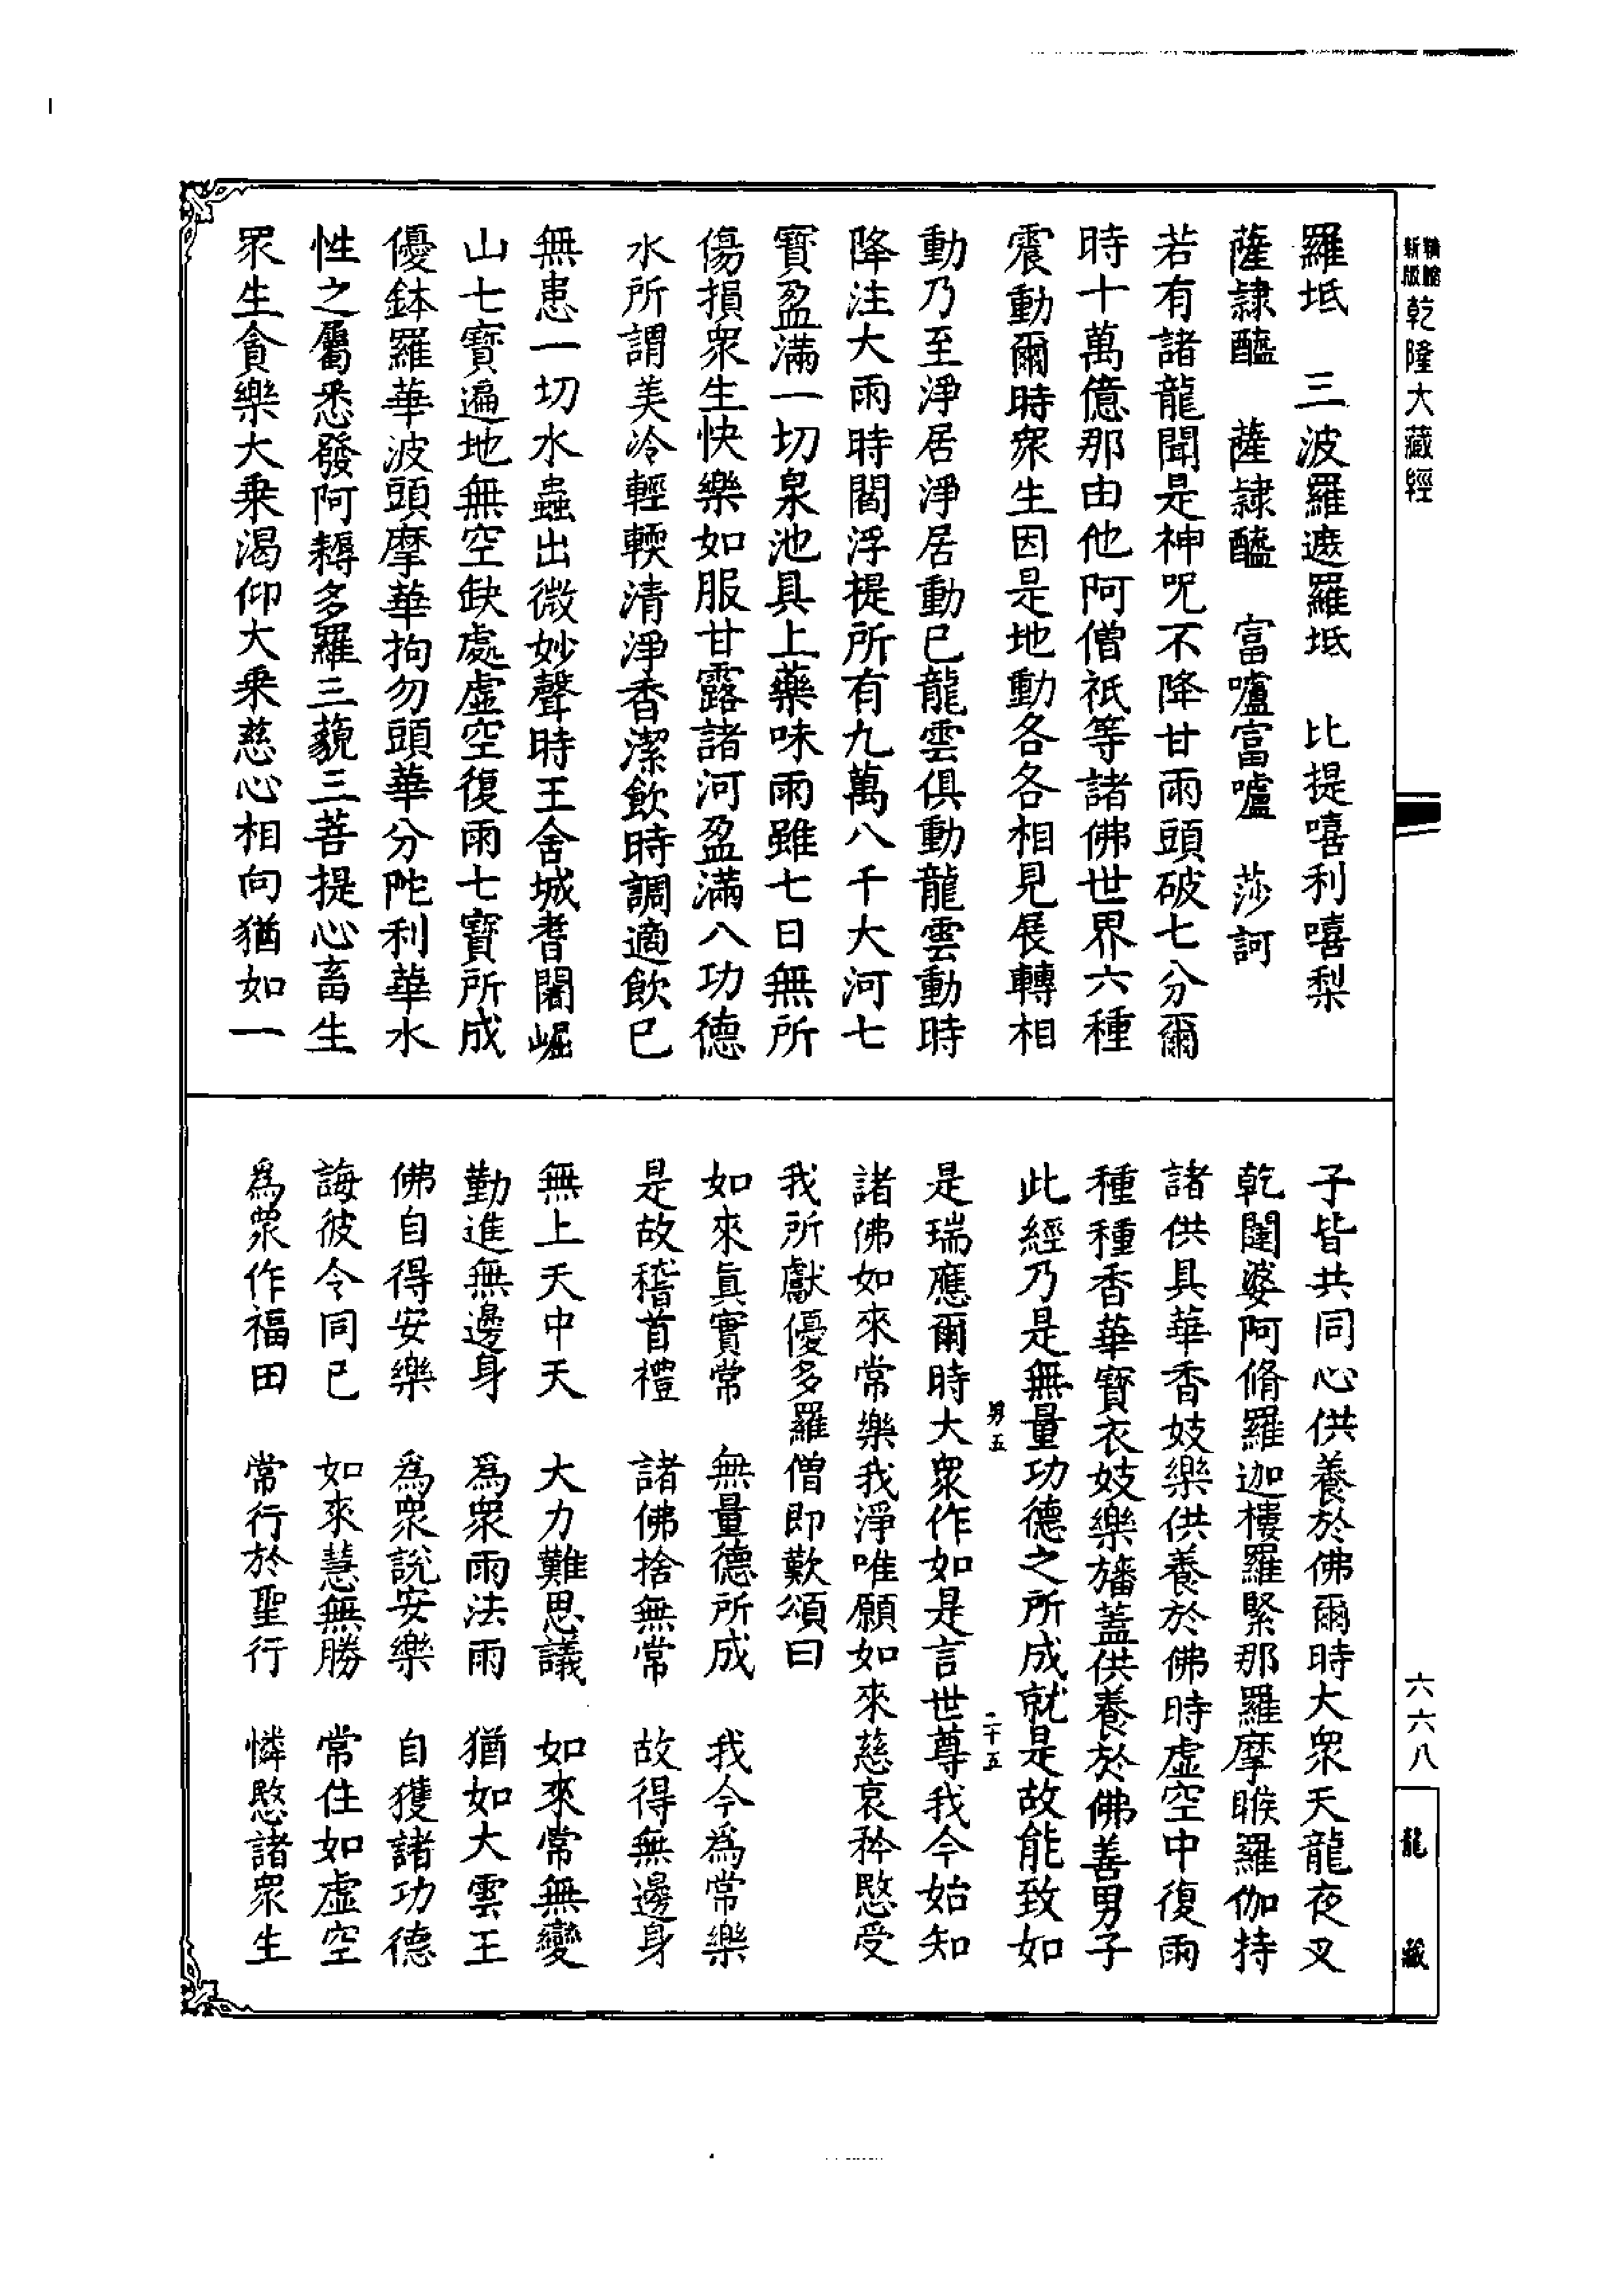 新版精縮乾隆大藏經
羅坻　三波羅遮羅坻　比提嘻利嘻梨
薩隷醯　薩隷醯　富嚧富嚧　莎訶
若有諸龍聞是神呪不降甘雨頭破七分爾
時十萬億那由他阿僧祇等諸佛世界六種
震動爾時衆生因是地動各各相見展轉相
動乃至淨居淨居動已龍雲俱動龍雲動時
降注大雨時閻浮提所有九萬八千大河七
寶盈滿一切泉池具上藥味雨雖七日無所
傷損衆生快樂如服甘露諸河盈滿八功德
水所謂美冷輕輭清淨香潔飲時調適飲已
無患一切水蟲出微妙聲時王舍城耆闍崛
山七寶遍地無空缺處虛空復雨七寶所成
優鉢羅華波頭摩華拘勿頭華分陀利華水
性之屬悉發阿耨多羅三藐三菩提心畜生
眾生貪樂大乘渴仰大乘慈心相向猶如一
子皆共同心供養於佛爾時大眾天龍夜叉
乾闥婆阿脩羅迦樓羅緊那羅摩睺羅伽持
諸供具華香妓樂供養於佛時虛空中復雨
種種香華寶衣妓樂旛蓋供養於佛善男子
此經乃是無量功德之所成就是故能致如
男五　二十五
是瑞應爾時大眾作如是言世尊我今始知
諸佛如來常樂我淨唯願如來慈哀矜愍受
我所獻優多羅僧即歎頌曰
如來真實常　無量德所成　我今為常樂
是故稽首禮　諸佛捨無常　故得無邊身
無上天中天　大力難思議　如來常無變
勤進無邊身　為眾雨法雨　猶如大雲王
佛自得安樂　為眾說安樂　自獲諸功德
誨彼令同已　如來慧無勝　常住如虛空
為眾作福田　常行於聖行　憐愍諸眾生
六六八
龍　藏